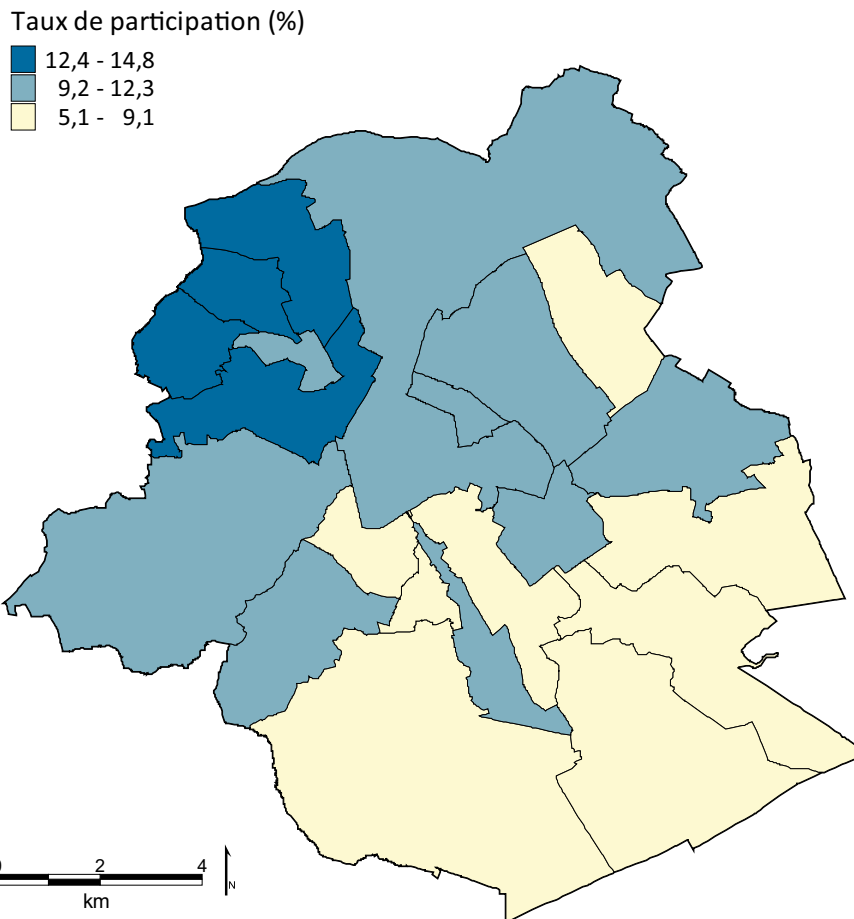 Taux de participation (%)
12,4 - 14,8
9,2 - 12,3
5,1 - 9,1
0 2 4
N
km